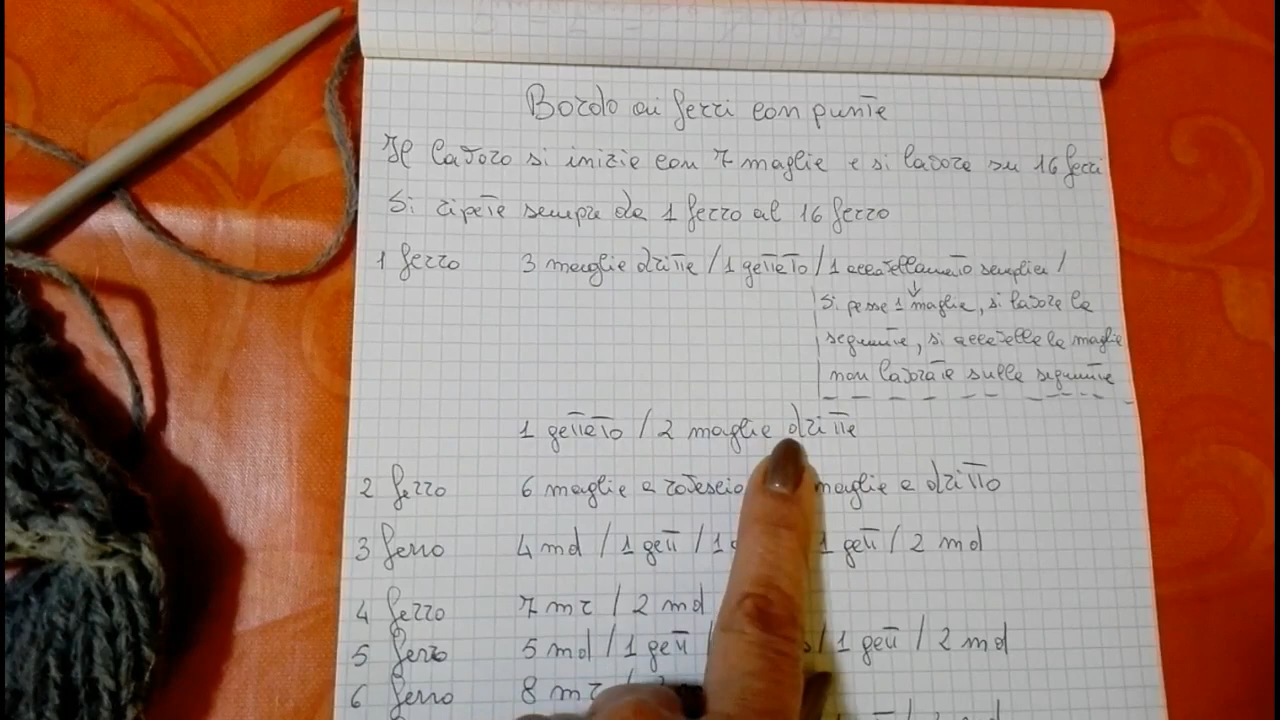 Bordo ai ferri con punte
Il lavoro si inizia con 7 maglie e si lavora su 16 ferri
Si ripete sempre da 1 ferro al 16 ferro
1 ferro 3 maglie dritte / 1 gettato / 1 accavallamento semplice /
si passa 1 maglia, si lavora la
seguente, si accavalla la maglia
non lavorata sulla seguente
1 gettato / 2 maglie dritte
2 ferro 6 maglie a rovescio maglie a dritto
3 ferro 4 md / 1 gett / 1 1 gett / 2 md
4 ferro 7 mr / 2 md
5 ferro 5 md / 1 gett / / 1 gett / 2 md
6 ferro 8 mr /